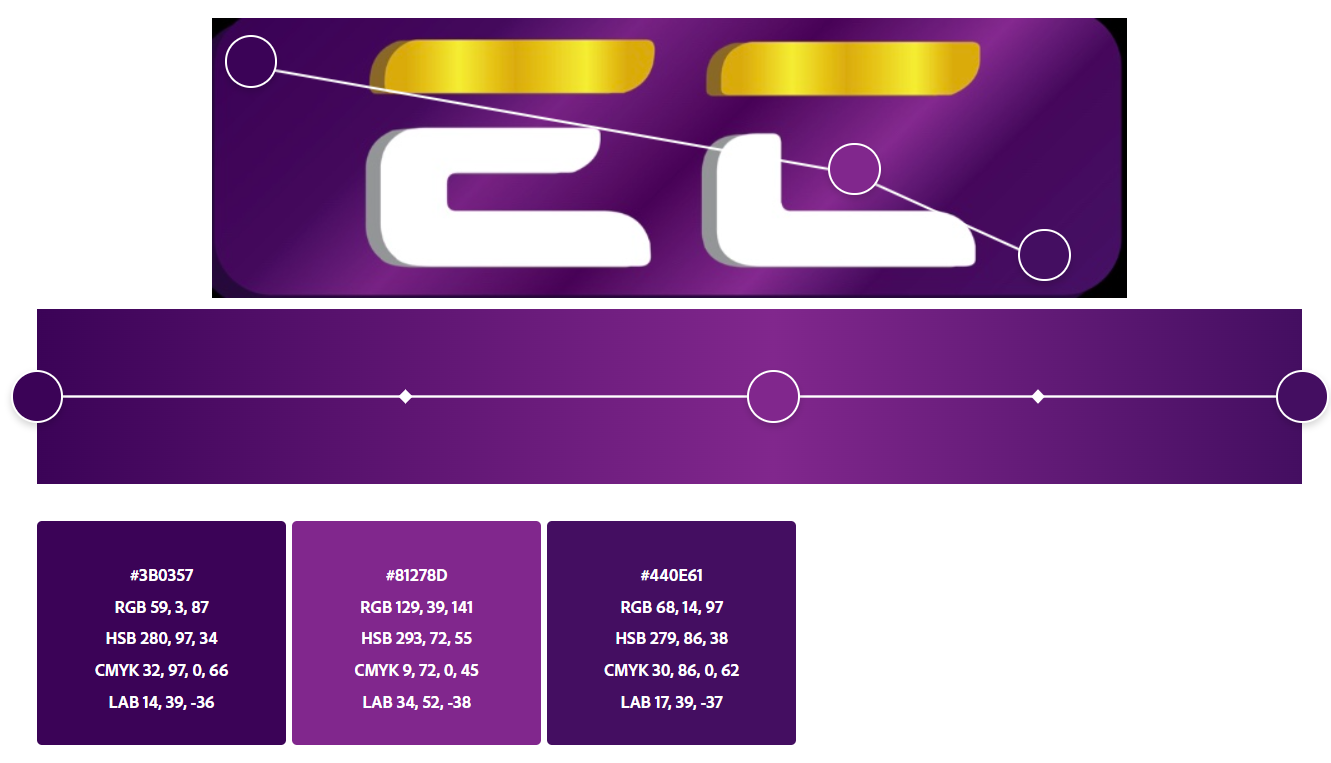 #3B0357
RGB 59, 3, 87
HSB 280, 97, 34
CMYK 32, 97, 0, 66
LAB 14, 39, -36
#81278D
RGB 129, 39, 141
HSB 293, 72, 55
CMYK 9, 72, 0, 45
LAB 34, 52, -38
#440E61
RGB 68, 14, 97
HSB 279, 86, 38
CMYK 30, 86, 0, 62
LAB 17, 39, -37